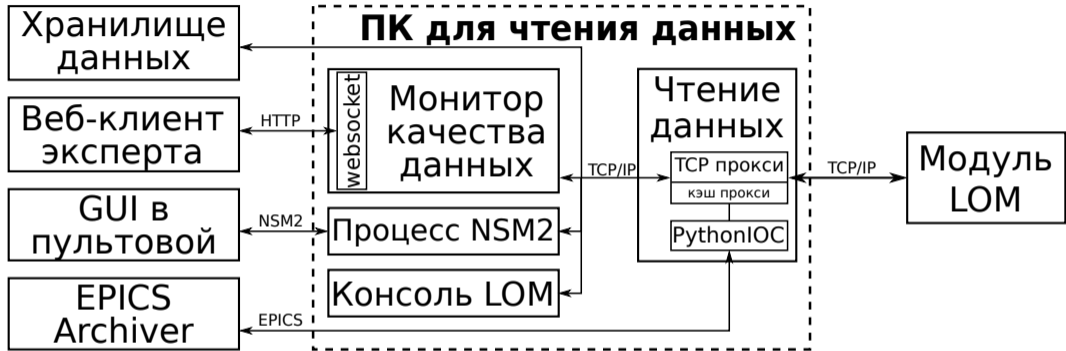 Хранилище
данных
Веб-клиент
эксперта
GUI в
пультовой
EPICS
Archiver
HTTP
NSM2
EPICS
ПК для чтения данных
websocket
Монитор
качества
данных
Процесс NSM2
Консоль LOM
TCP/IP
Чтение
данных
TCP прокси
кэш прокси
PythonIOC
TCP/IP
Модуль
LOM